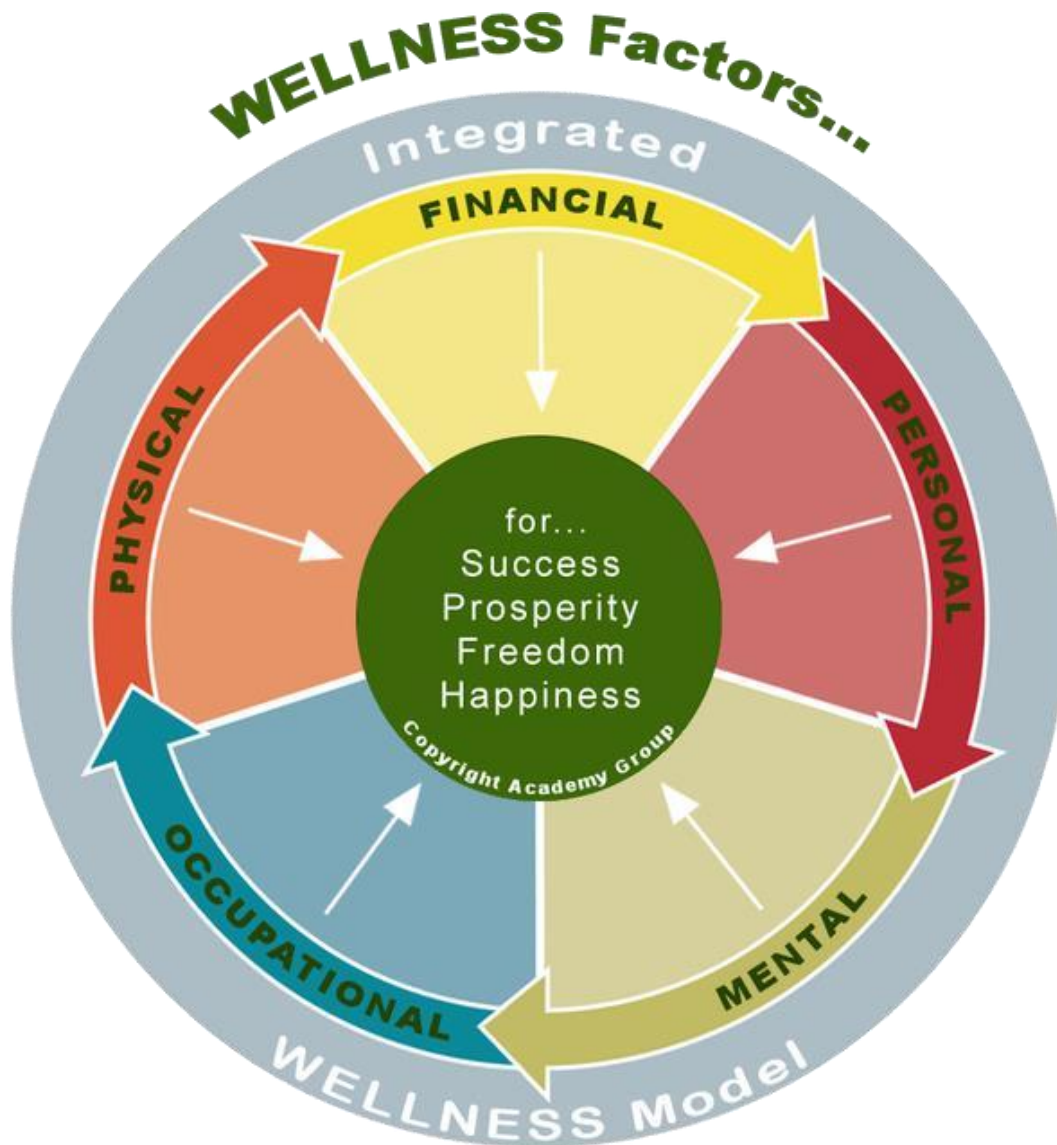 WELLNESS Factors...
Integrated
FINANCIAL
PERSONAL
MENTAL
OCCUPATIONAL
PHYSICAL
for...
Success
Prosperity
Freedom
Happiness
Copyright Academy Group
WELLNESS Model